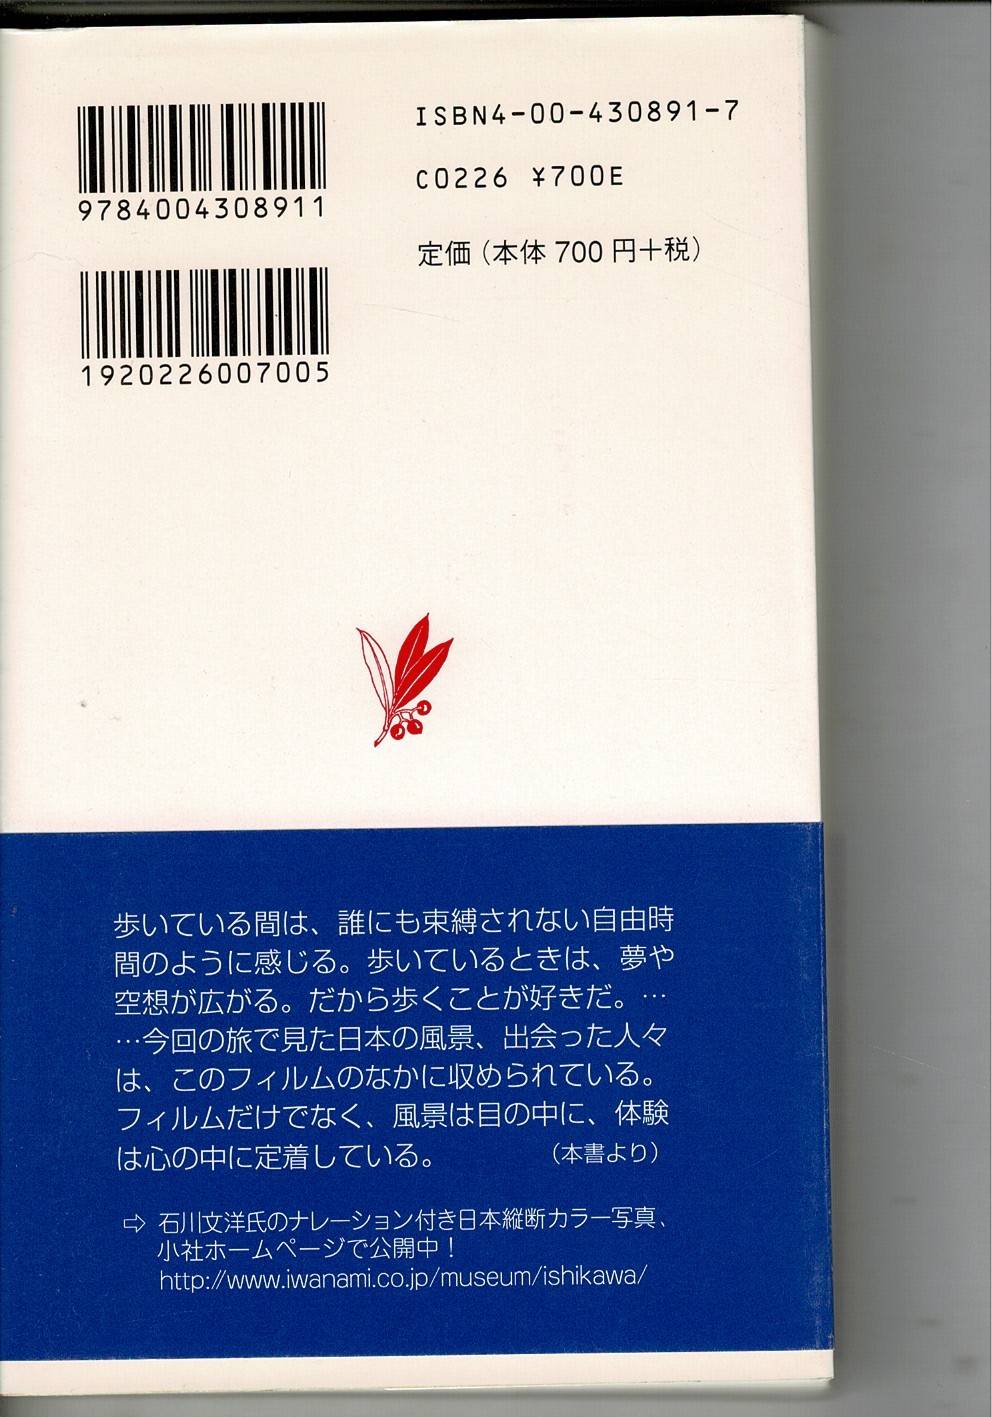 9784004308911
1920226007005
ISBN4-00-430891-7
C0226 ¥700E
定価（本体 700 円＋税）
歩いている間は、誰にも束縛されない自由時
間のように感じる。歩いているときは、夢や
空想が広がる。だから歩くことが好きだ。…
…今回の旅で見た日本の風景、出会った人々
は、このフィルムのなかに収められている。
フィルムだけでなく、風景は目の中に、体験
は心の中に定着している。 （本書より）
⇨ 石川文洋氏のナレーション付き日本縦断カラー写真、
小社ホームページで公開中！
http://www.iwanami.co.jp/museum/ishikawa/